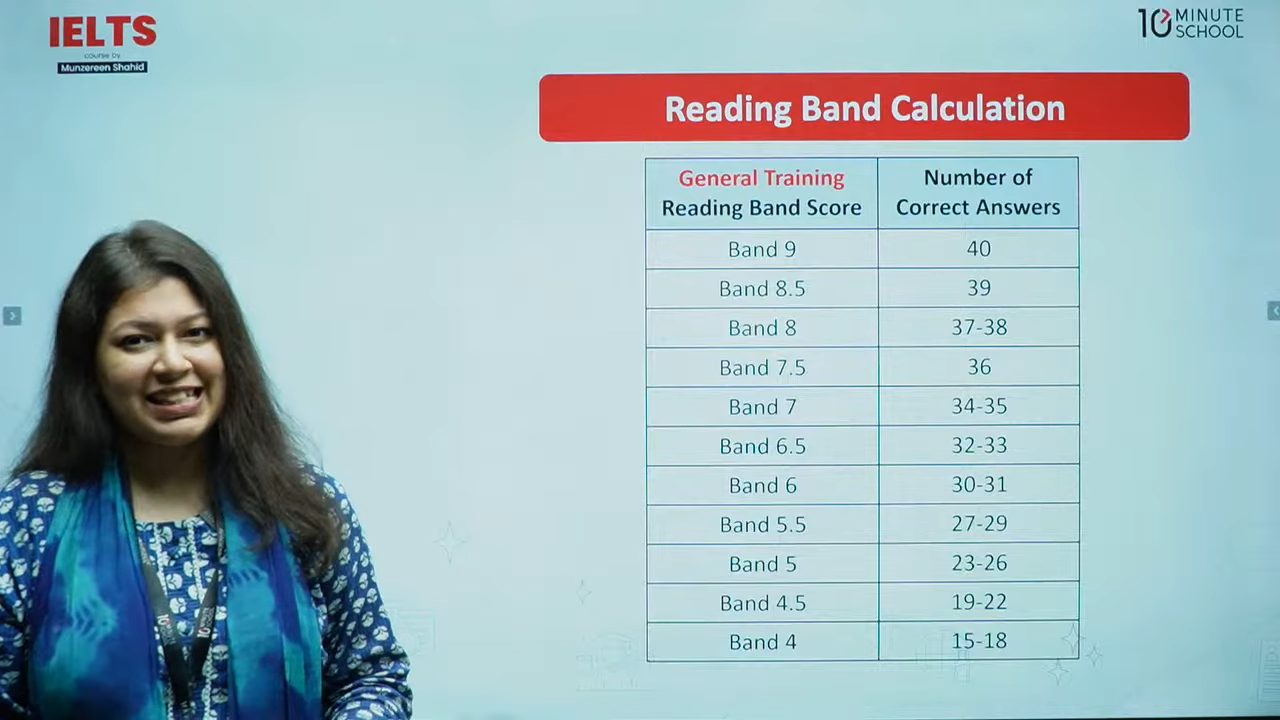 IELTS
course by
Munzereen Shahid
10 MINUTE
SCHOOL
Reading Band Calculation
General Training
Reading Band Score
Number of
Correct Answers
Band 9 40
Band 8.5 39
Band 8 37-38
Band 7.5 36
Band 7 34-35
Band 6.5 32-33
Band 6 30-31
Band 5.5 27-29
Band 5 23-26
Band 4.5 19-22
Band 4 15-18